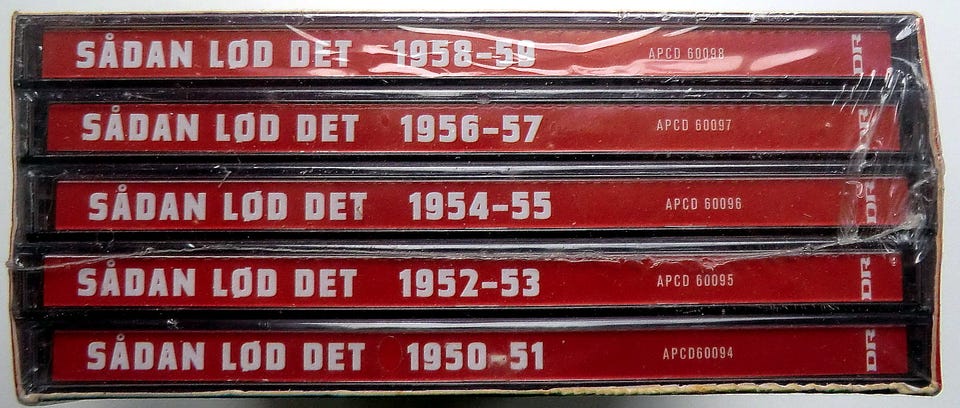 SÅDAN LØD DET 1958-59 APCD 60098 DR
SÅDAN LØD DET 1956-57 APCD 60097 DR
SÅDAN LØD DET 1954-55 APCD 60096 DR
SÅDAN LØD DET 1952-53 APCD 60095 DR
SÅDAN LØD DET 1950-51 APCD60094 DR